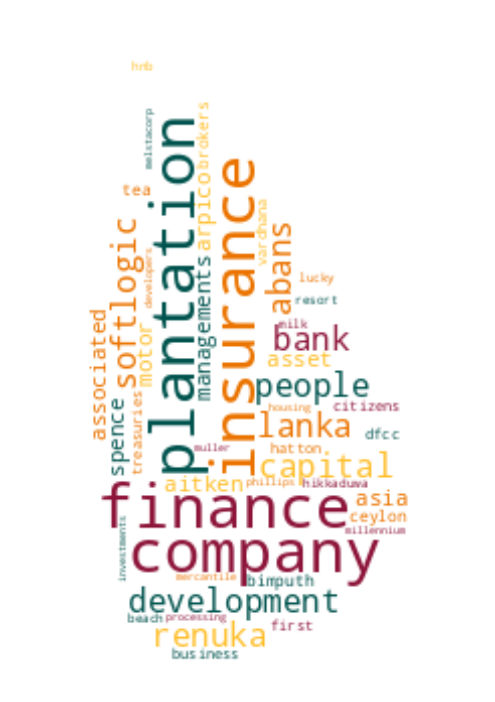 hnb
melstacorp
brokers
plantation
tea
insurance
arpico
vardhana
softlogic
abans
developers
managements
lucky
resort
associated
motor
milk
bank
asset
people
treasuries
spence
housing
citizens
lanka
dfcc
muller
hatton
capital
aitken
phillips
hikkaduwa
finance
asia
ceylon
investments
millennium
company
mercantile
bimputh
development
beach
processing
first
renuka
business